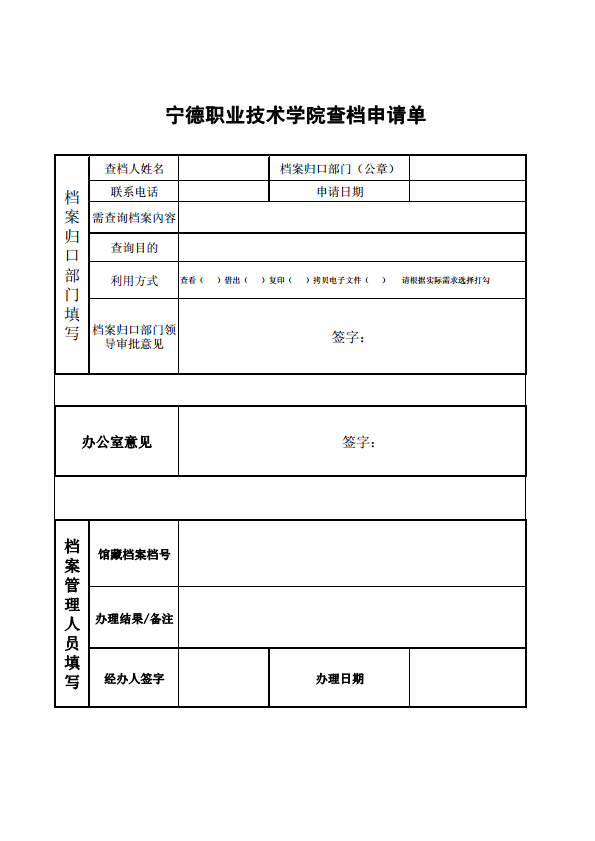 宁德职业技术学院查档申请单
档案归口部门填写
查档人姓名 档案归口部门（公章）
联系电话 申请日期
需查询档案内容
查询目的
利用方式 查看（ ）借出（ ）复印（ ）拷贝电子文件（ ） 请根据实际需求选择打勾
档案归口部门领
导审批意见 签字：
办公室意见 签字：
档案管理人员填写
馆藏档案档号
办理结果/备注
经办人签字 办理日期